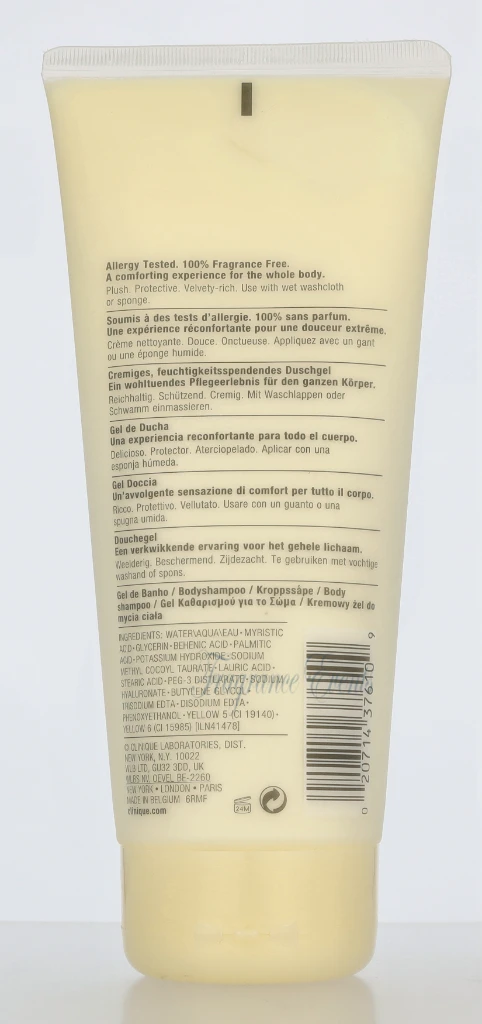 Allergy Tested. 100% Fragrance Free.
A comforting experience for the whole body.
Plush. Protective. Velvety-rich. Use with wet washcloth
or sponge.
Soumis à des tests d'allergie. 100% sans parfum.
Une expérience réconfortante pour une douceur extrême.
Crème nettoyante. Douce. Onctueuse. Appliquez avec un gant
ou une éponge humide.
Cremiges, feuchtigkeitsspendendes Duschgel
Ein wohltuendes Pflegeerlebnis für den ganzen Körper.
Reichhaltig. Schützend. Cremig. Mit Waschlappen oder
Schwamm einmassieren.
Gel de Ducha
Una experiencia reconfortante para todo el cuerpo.
Delicioso. Protector. Aterciopelado. Aplicar con una
esponja húmeda.
Gel Doccia
Un'avvolgente sensazione di comfort per tutto il corpo.
Ricco. Protettivo. Vellutato. Usare con un guanto o una
spugna umida.
Douchegel
Een verkwikkende ervaring voor het gehele lichaam.
Weelderig. Beschermend. Zijdezacht. Te gebruiken met vochtige
washand of spons.
Gel de Banho / Bodyshampoo / Kroppssåpe / Body
shampoo / Gel Καθαρισμού για το Σώμα / Kremowy żel do
mycia ciała
INGREDIENTS: WATER\AQUA\EAU • MYRISTIC
ACID • GLYCERIN • BEHENIC ACID • PALMITIC
ACID • POTASSIUM HYDROXIDE • SODIUM
METHYL COCOYL TAURATE • LAURIC ACID •
STEARIC ACID • PEG-3 DISTEARATE • SODIUM
HYALURONATE • BUTYLENE GLYCOL •
TRISODIUM EDTA • DISODIUM EDTA •
PHENOXYETHANOL • YELLOW 5 (CI 19140) •
YELLOW 6 (CI 15985) [ILN41478]
© CLINIQUE LABORATORIES, DIST.
NEW YORK, N.Y. 10022
GU32 3DD, UK
OEVEL BE-2260
NEW YORK • LONDON • PARIS
MADE IN BELGIUM 6RMF
clinique.com
24M
0 20714 37610 9